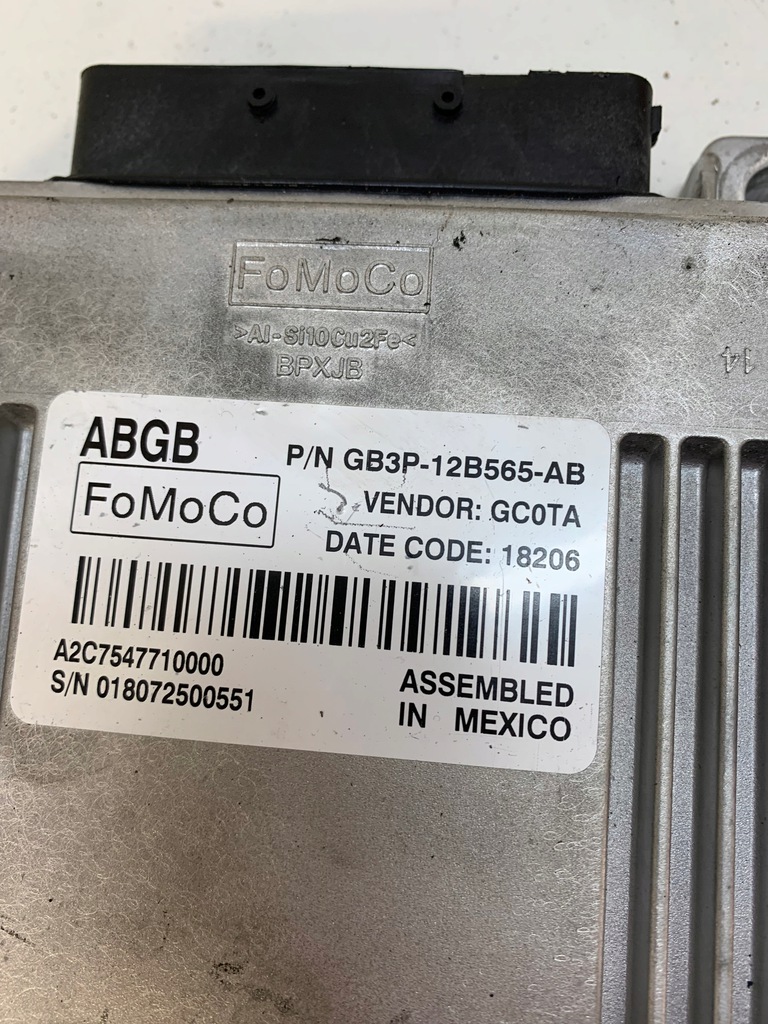 FoMoCo
>Al-Si10Cu2Fe<
BPXJB
14
ABGB
P/N GB3P-12B565-AB
FoMoCo
VENDOR: GC0TA
DATE CODE: 18206
A2C7547710000
S/N 018072500551
ASSEMBLED
IN MEXICO